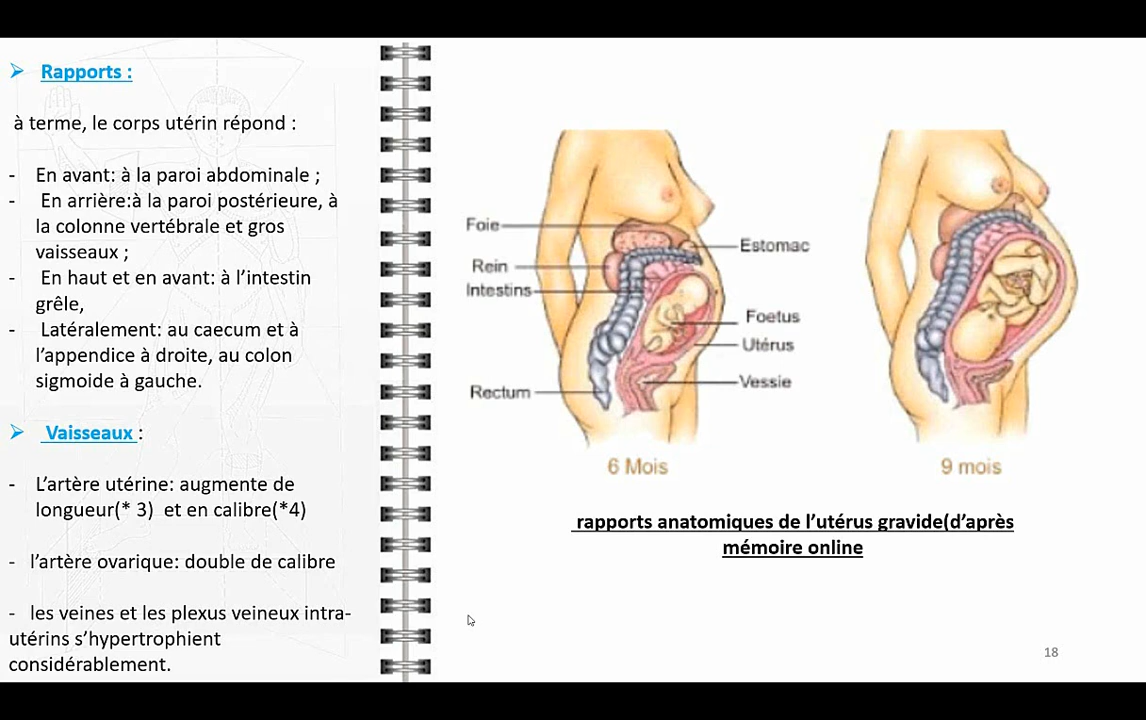 ➢ Rapports :
à terme, le corps utérin répond :
- En avant: à la paroi abdominale ;
- En arrière:à la paroi postérieure, à
la colonne vertébrale et gros
vaisseaux ;
- En haut et en avant: à l’intestin
grêle,
- Latéralement: au caecum et à
l’appendice à droite, au colon
sigmoide à gauche.
➢ Vaisseaux :
- L’artère utérine: augmente de
longueur(* 3) et en calibre(*4)
- l’artère ovarique: double de calibre
- les veines et les plexus veineux intra-
utérins s’hypertrophient
considérablement.
Foie
Estomac
Rein
Intestins
Foetus
Utérus
Vessie
Rectum
6 Mois
9 mois
rapports anatomiques de l’utérus gravide(d’après
mémoire online
18